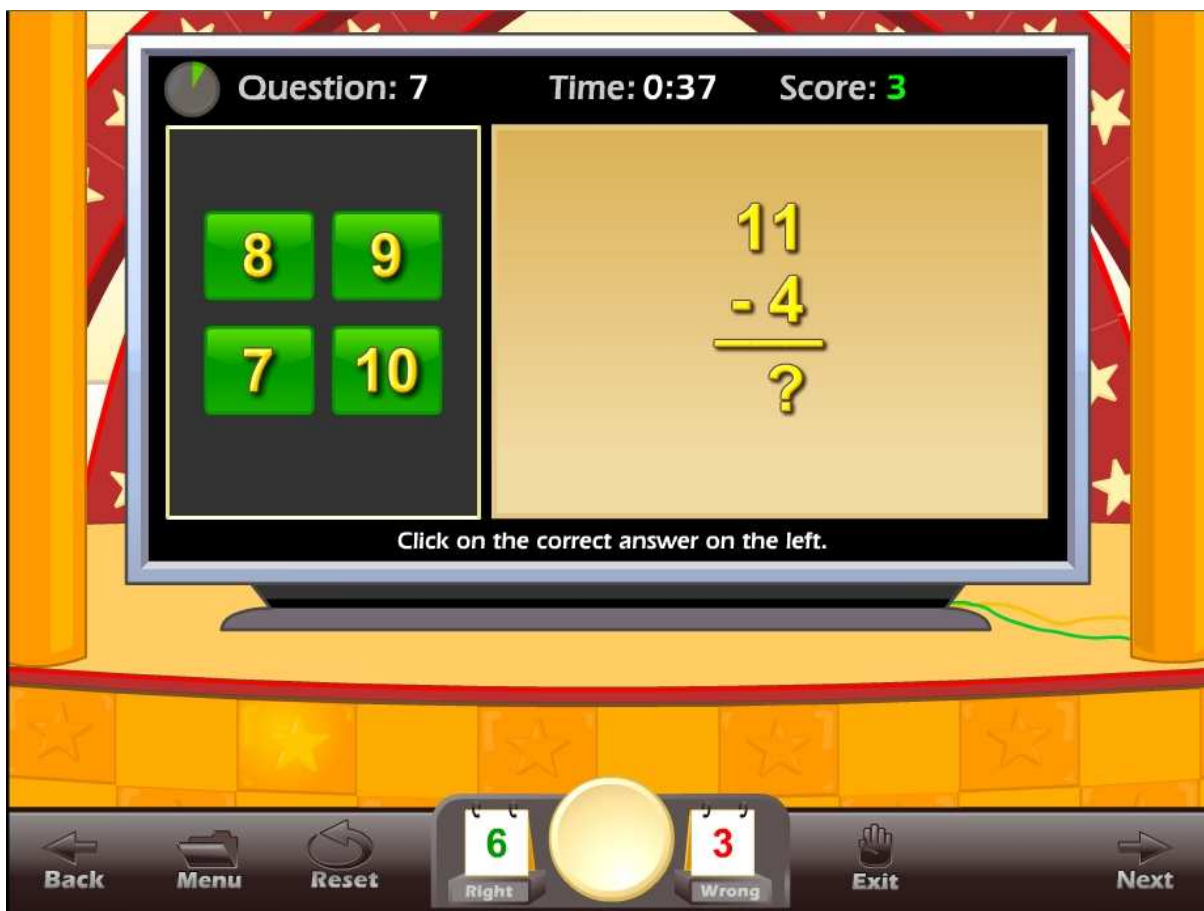 Question: 7 Time: 0:37 Score: 3
8 9
7 10
11
- 4
?
Click on the correct answer on the left.
6 3
Right Wrong
Back Menu Reset Exit Next